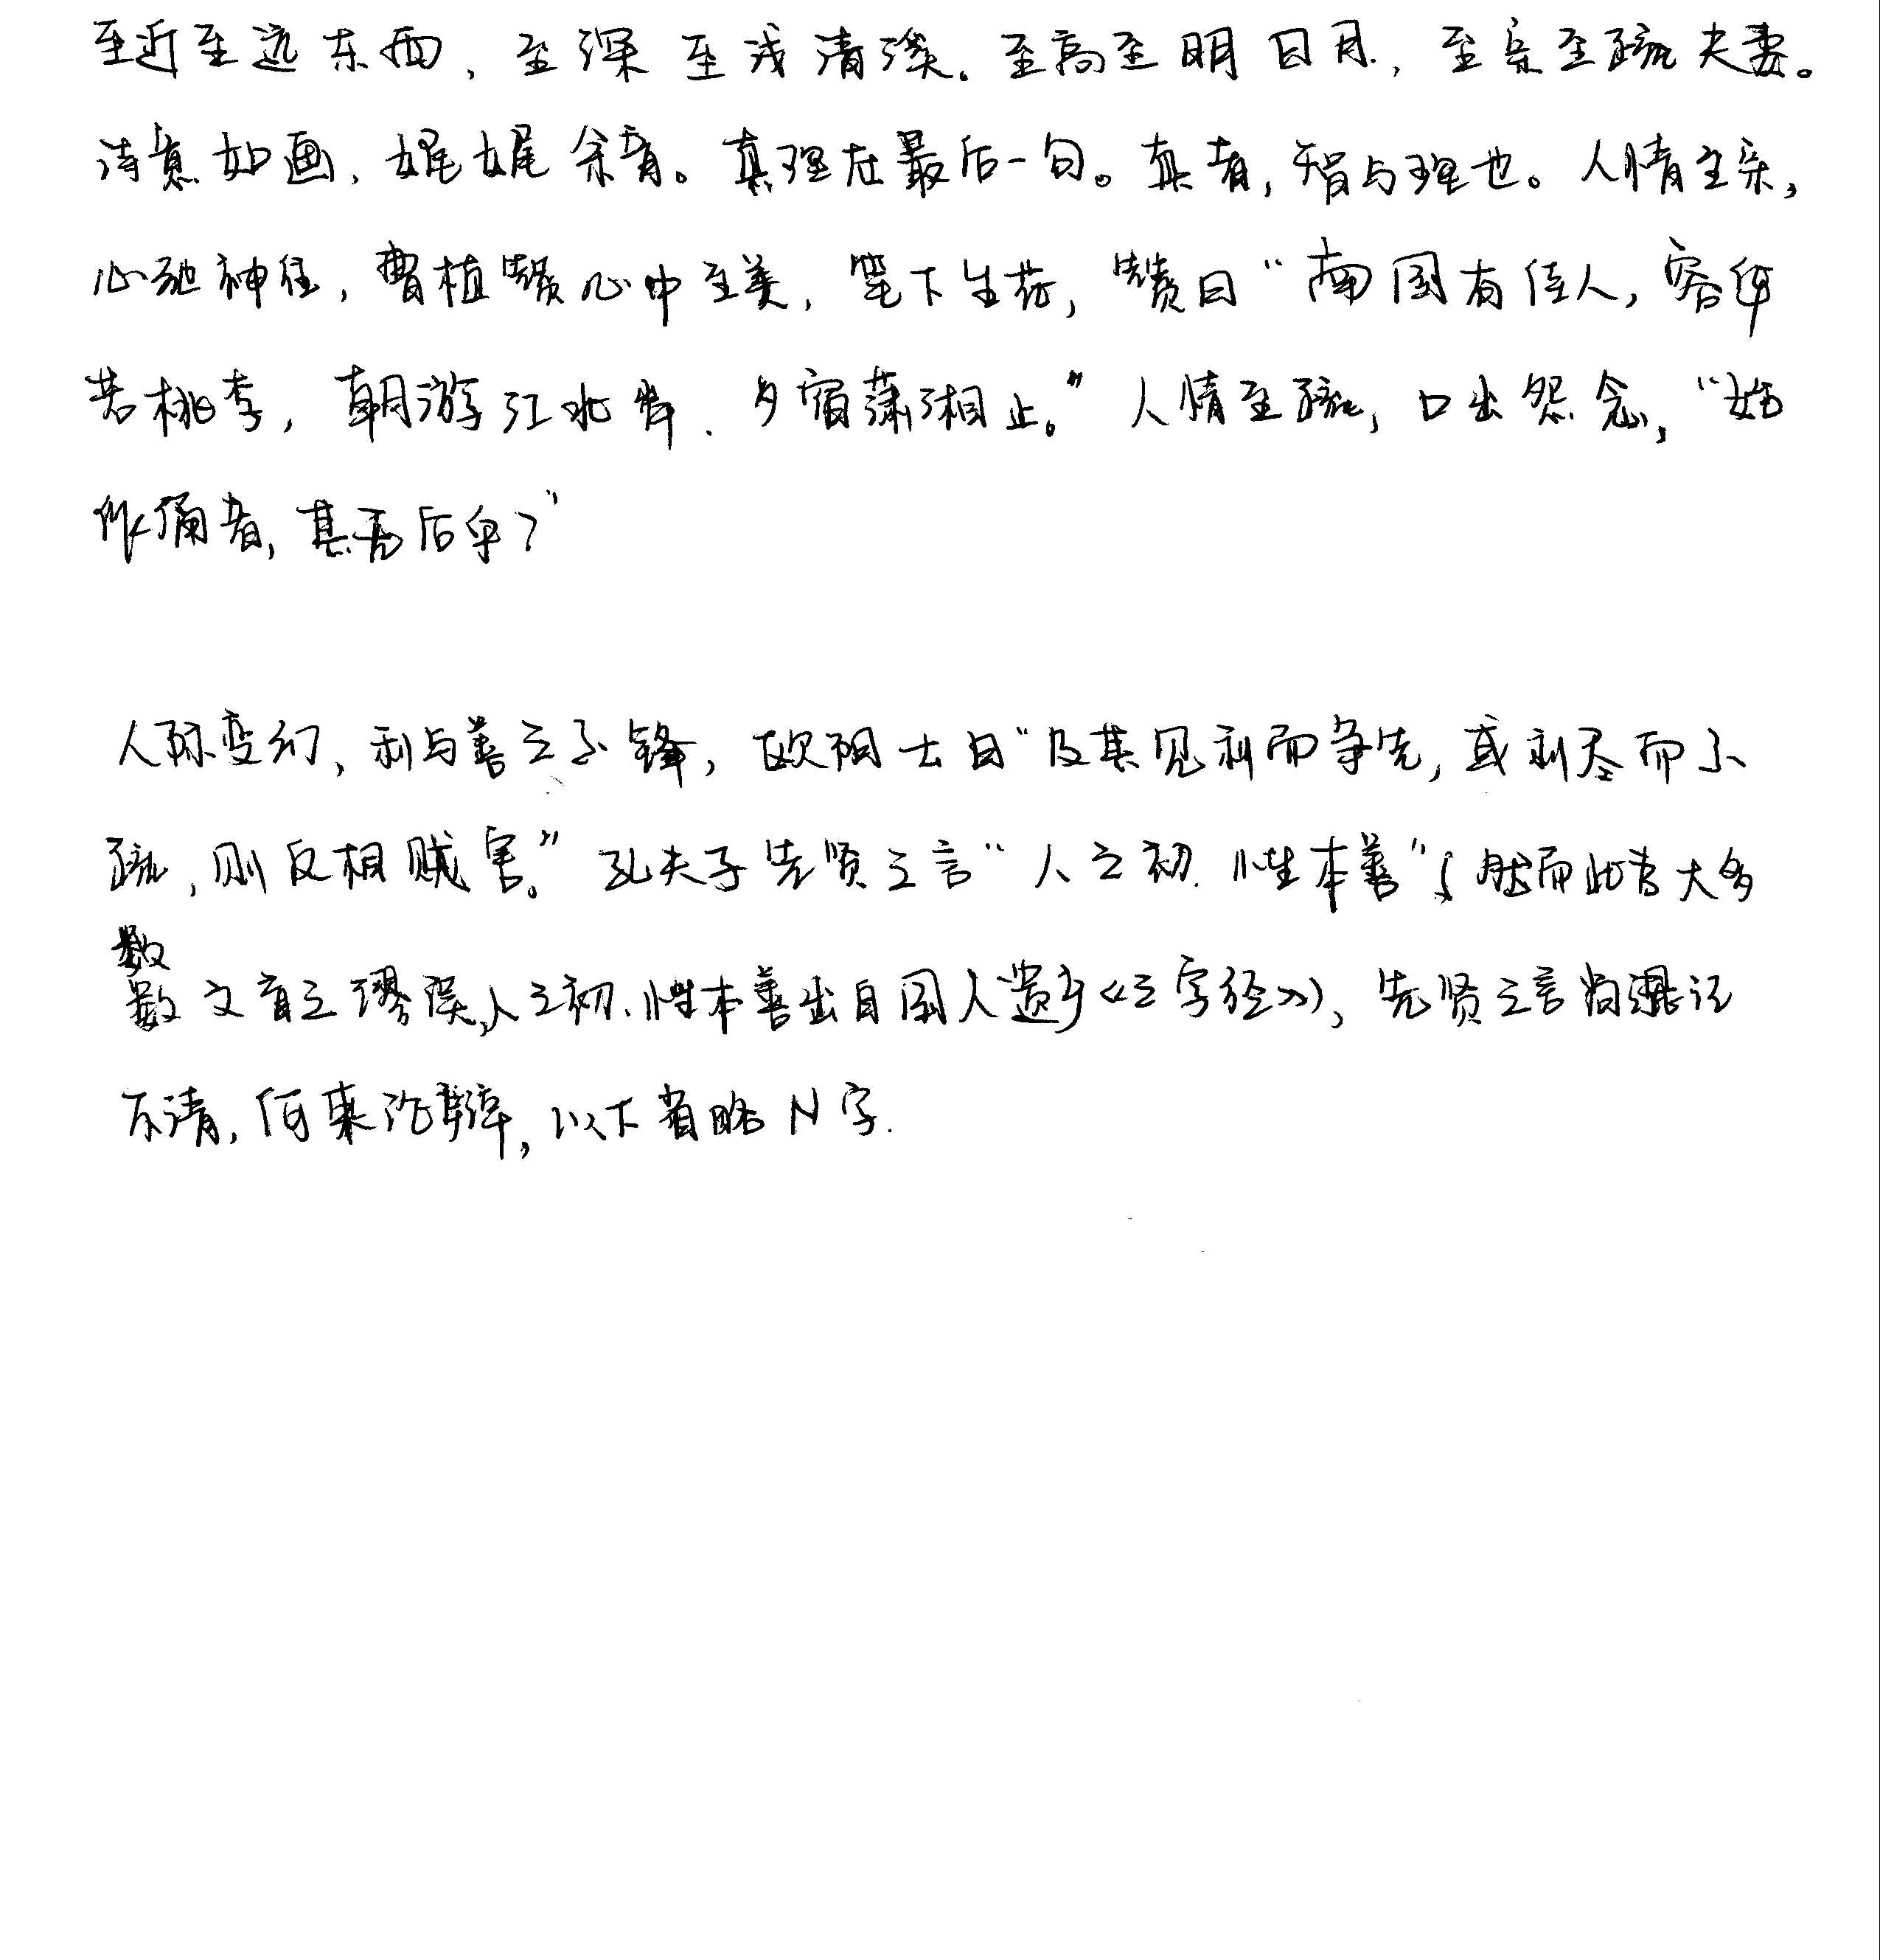 至近至远东西，至深至浅清溪。至高至明日月，至亲至疏夫妻。
诗意如画，娓娓余音。真理在最后一句。真者，智与理也。人情至亲，
心驰神往，曹植赞心中至美，笔下生花，赞曰“南国有佳人，容华
若桃李，朝游江北岸，夕宿潇湘止。”人情至疏，口出怨念，“始
作俑者，其无后乎？”
人际变幻，利与善之交锋，欧阳士曰“及其见利而争先，或利尽而交
疏，则反相贼害。”孔夫子先贤之言“人之初，性本善”，然而此者大多
数文盲之谬误，人之初，性本善出自国人遗产《三字经》，先贤之言尚混记
不清，何来论辩，以下省略N字.